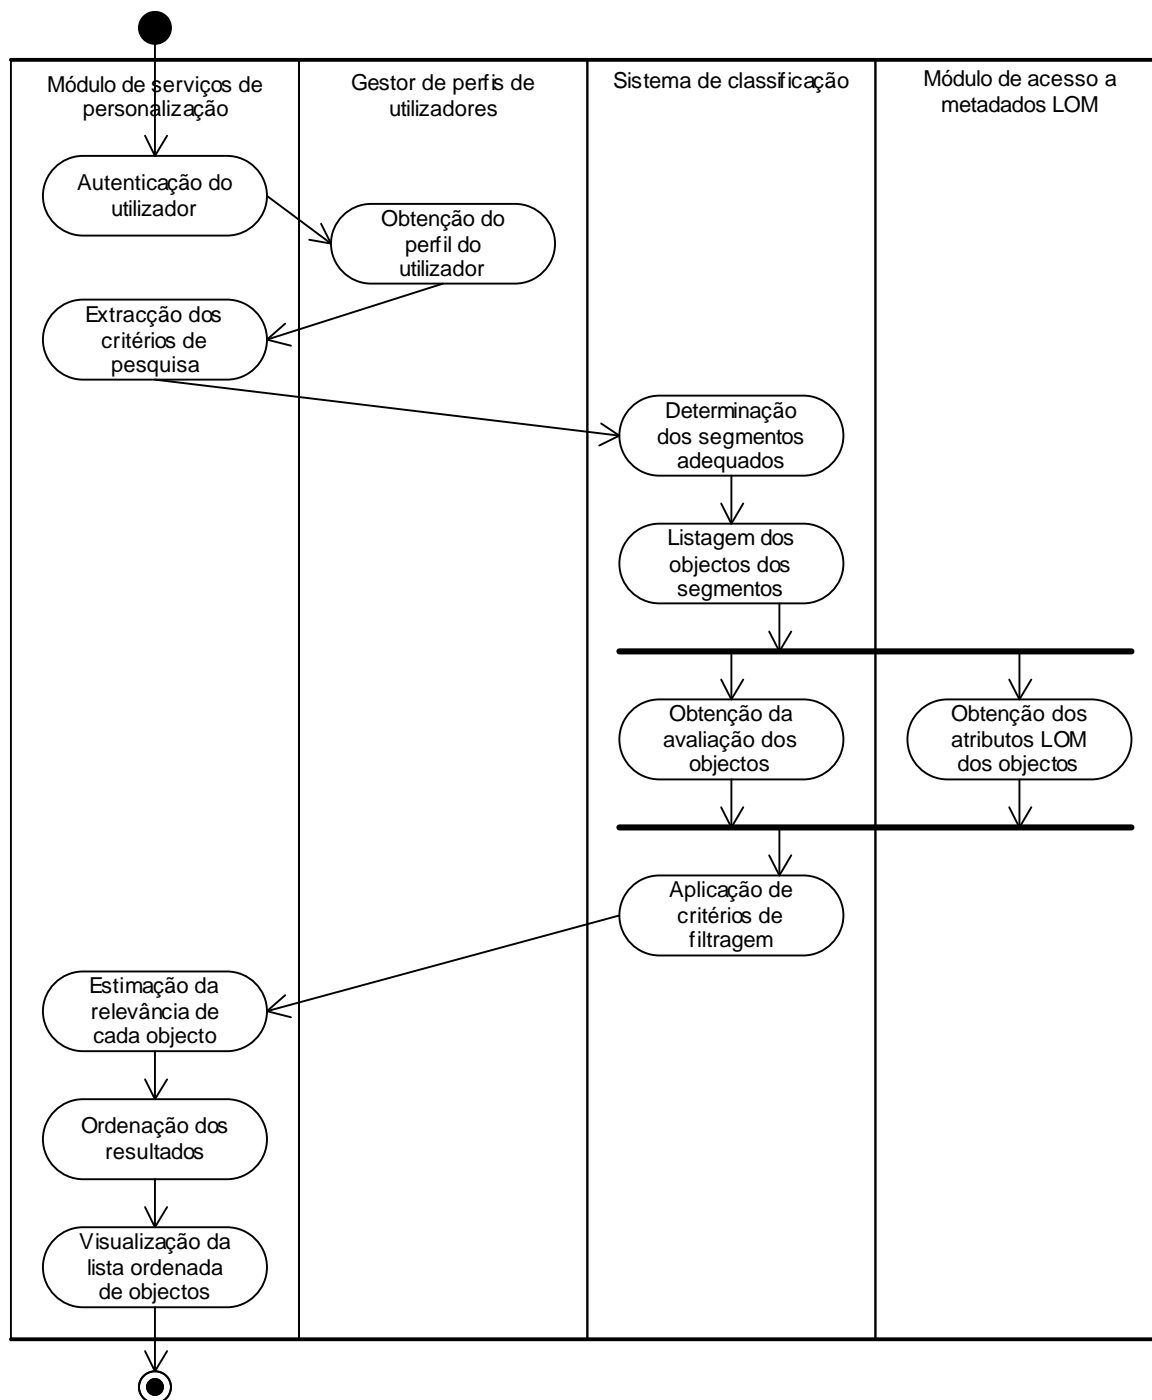 Módulo de serviços de
personalização
Gestor de perfis de
utilizadores
Sistema de classificação
Módulo de acesso a
metadados LOM
Autenticação do
utilizador
Obtenção do
perfil do
utilizador
Extracção dos
critérios de
pesquisa
Determinação
dos segmentos
adequados
Listagem dos
objectos dos
segmentos
Obtenção da
avaliação dos
objectos
Obtenção dos
atributos LOM
dos objectos
Aplicação de
critérios de
filtragem
Estimação da
relevância de
cada objecto
Ordenação dos
resultados
Visualização da
lista ordenada
de objectos